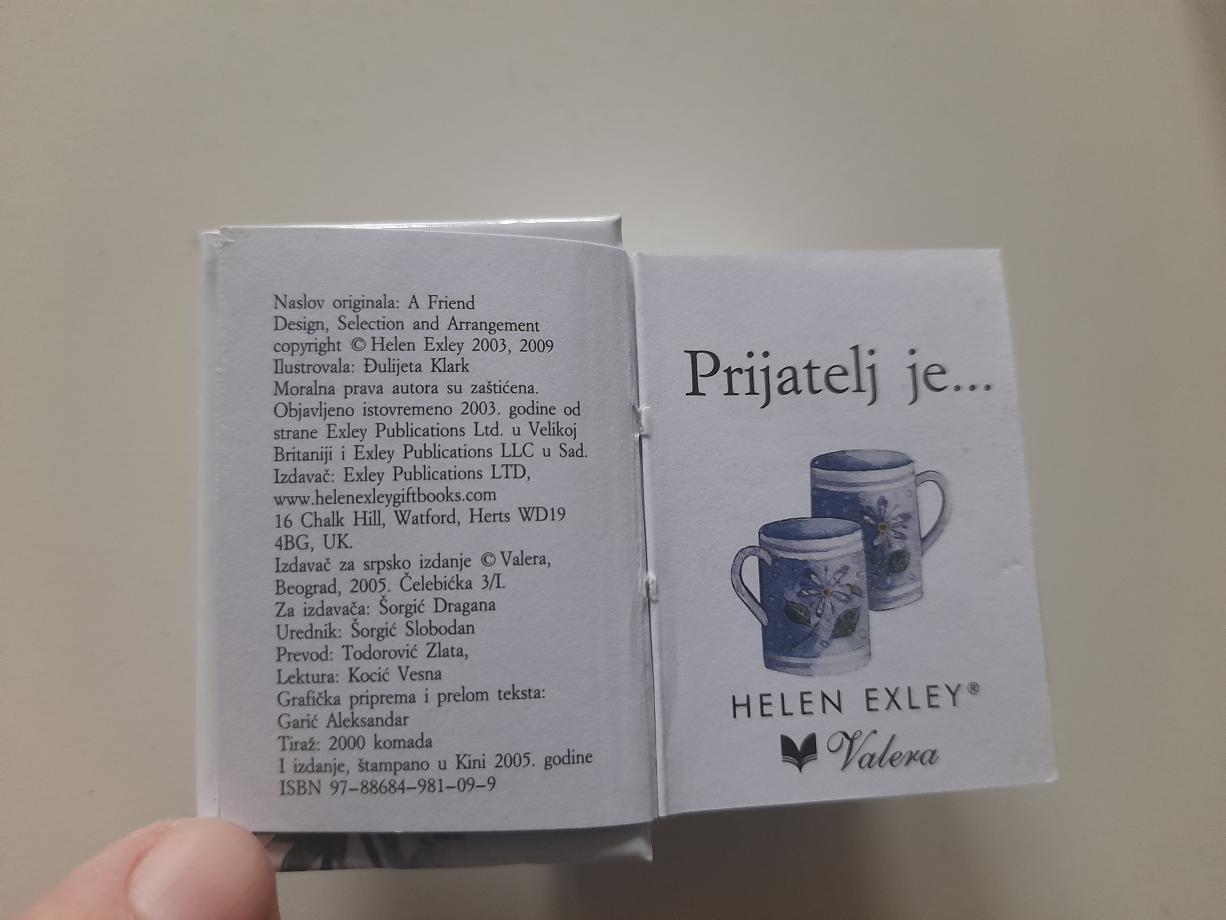 Naslov originala: A Friend
Design, Selection and Arrangement
copyright © Helen Exley 2003, 2009
Ilustrovala: Đulijeta Klark
Moralna prava autora su zaštićena.
Objavljeno istovremeno 2003. godine od
strane Exley Publications Ltd. u Velikoj
Britaniji i Exley Publications LLC u Sad.
Izdavač: Exley Publications LTD,
www.helenexleygiftbooks.com
16 Chalk Hill, Watford, Herts WD19
4BG, UK.
Izdavač za srpsko izdanje © Valera,
Beograd, 2005. Čelebićka 3/I.
Za izdavača: Šorgić Dragana
Urednik: Šorgić Slobodan
Prevod: Todorović Zlata,
Lektura: Kocić Vesna
Grafička priprema i prelom teksta:
Garić Aleksandar
Tiraž: 2000 komada
I izdanje, štampano u Kini 2005. godine
ISBN 97–88684–981–09–9
Prijatelj je...
HELEN EXLEY®
Valera